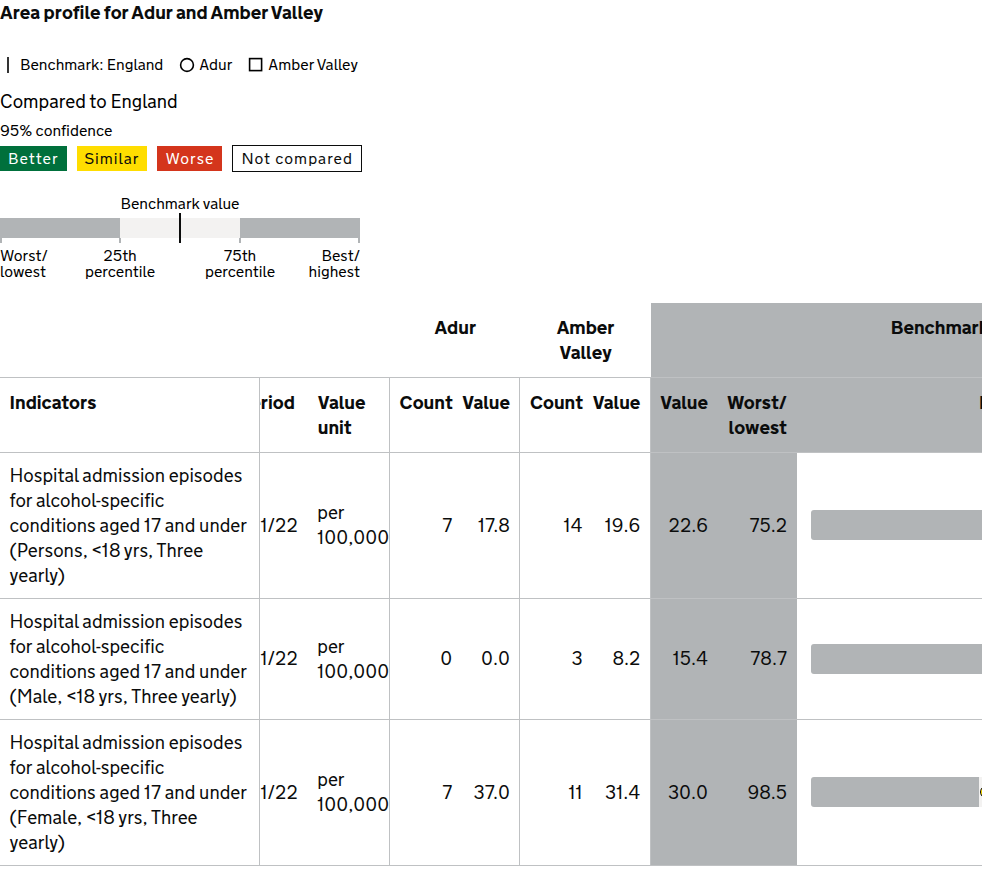 Area profile for Adur and Amber Valley
Benchmark: England Adur Amber Valley
Compared to England
95% confidence
Better Similar Worse Not compared
Benchmark value
Worst/ 25th 75th Best/
lowest percentile percentile highest
Adur Amber Benchmark
Valley
Indicators riod Value Count Value Count Value Value Worst/
unit lowest
Hospital admission episodes
for alcohol-specific
conditions aged 17 and under
(Persons, <18 yrs, Three
yearly)
1/22 per 7 17.8 14 19.6 22.6 75.2
100,000
Hospital admission episodes
for alcohol-specific
conditions aged 17 and under
(Male, <18 yrs, Three yearly)
1/22 per 0 0.0 3 8.2 15.4 78.7
100,000
Hospital admission episodes
for alcohol-specific
conditions aged 17 and under
(Female, <18 yrs, Three
yearly)
1/22 per 7 37.0 11 31.4 30.0 98.5
100,000